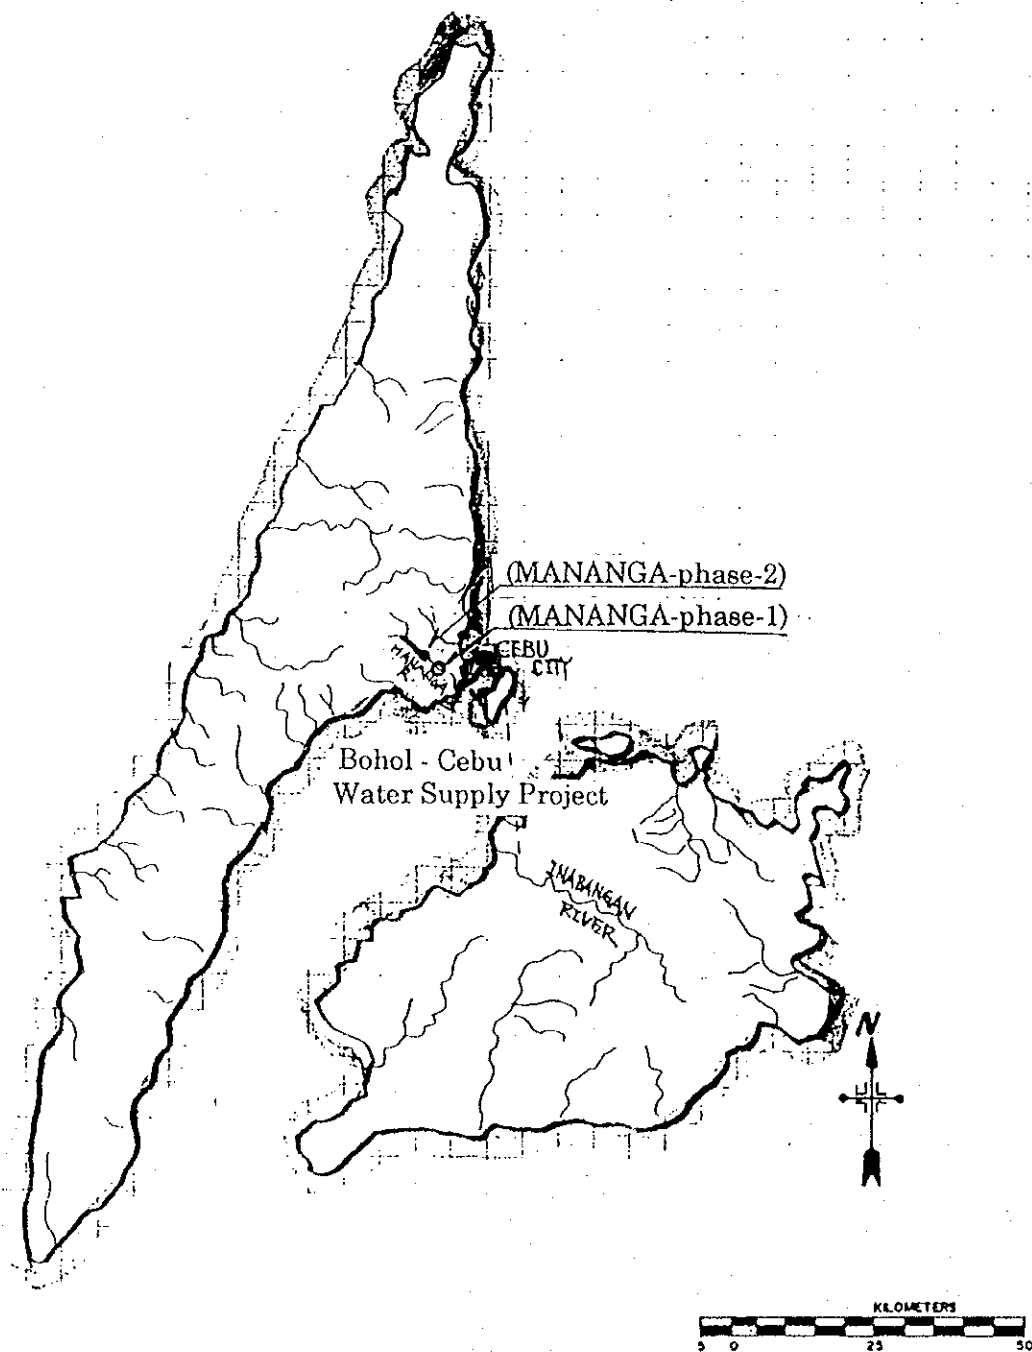 (MANANGA-phase-2)
(MANANGA-phase-1)
CEBU
CITY
MANANGA
R.
Bohol - Cebu
Water Supply Project
INABANGAN
RIVER
N
KILOMETERS
5 0 25 50